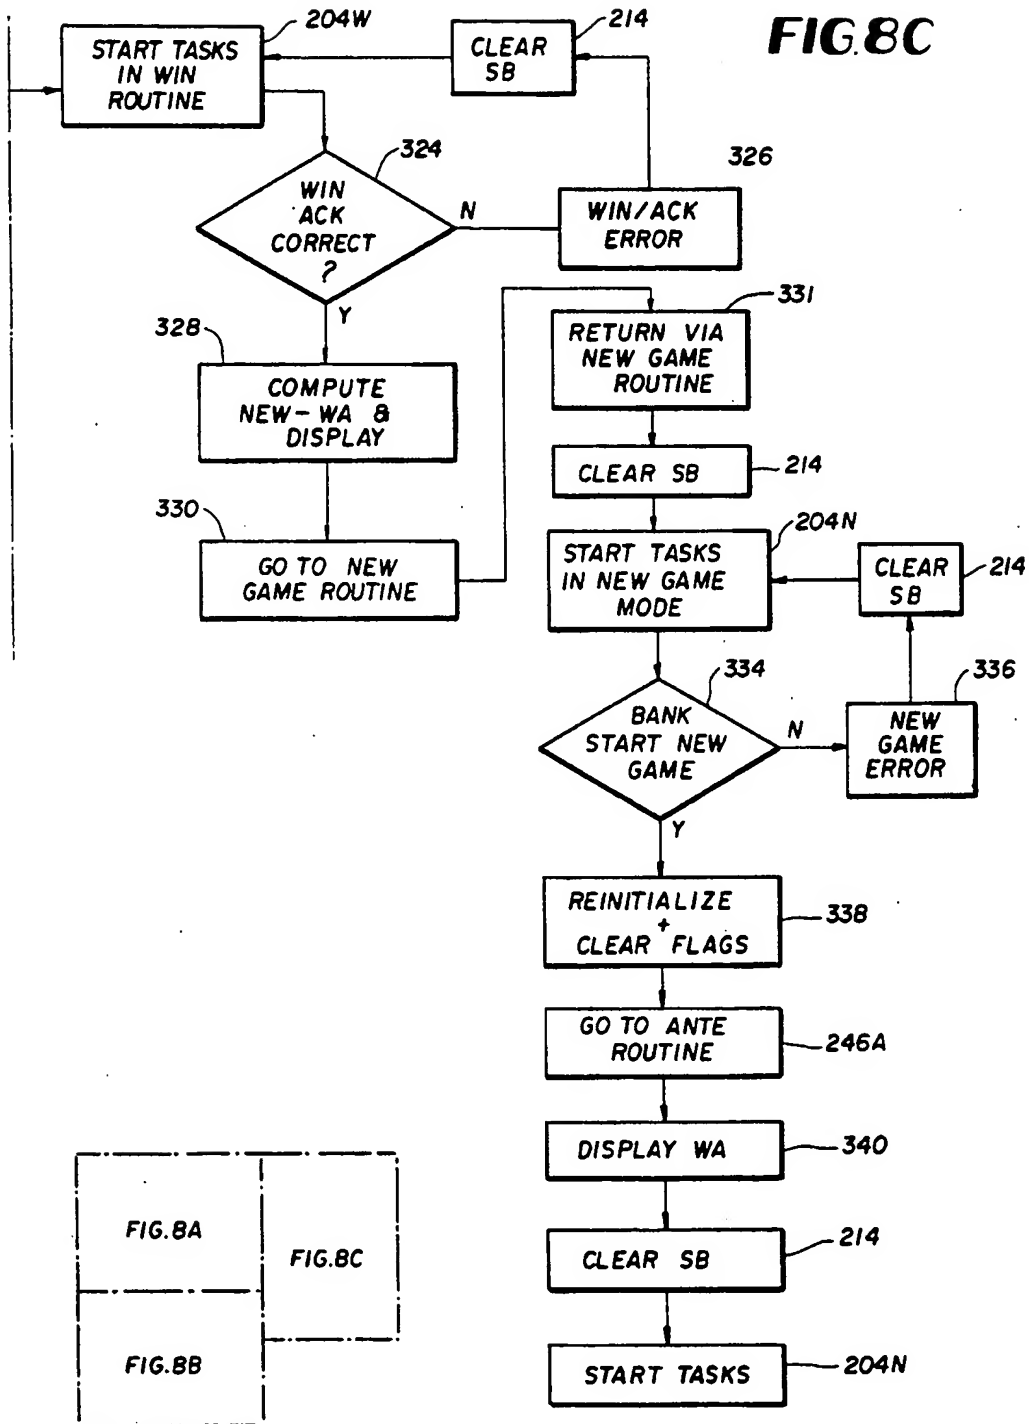 FIG.8C
204W
START TASKS
IN WIN
ROUTINE
214
CLEAR
SB
324
WIN
ACK
CORRECT
?
N
Y
326
WIN/ACK
ERROR
328
COMPUTE
NEW-WA &
DISPLAY
330
GO TO NEW
GAME ROUTINE
331
RETURN VIA
NEW GAME
ROUTINE
CLEAR SB
214
204N
START TASKS
IN NEW GAME
MODE
CLEAR
SB
214
334
BANK
START NEW
GAME
N
Y
336
NEW
GAME
ERROR
REINITIALIZE
+
CLEAR FLAGS
338
GO TO ANTE
ROUTINE
246A
DISPLAY WA
340
CLEAR SB
214
START TASKS
204N
FIG.8A
FIG.8C
FIG.8B